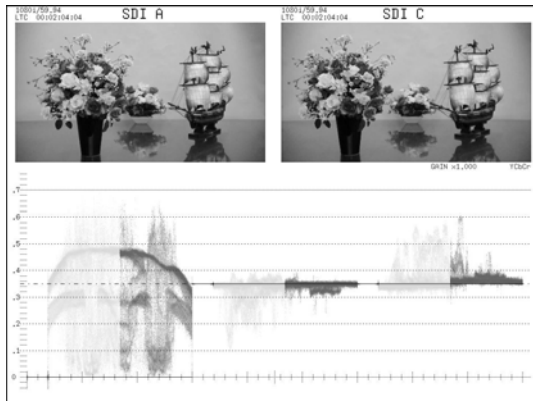 1080i/59.94
LTC 00:02:04:04
SDI A
1080i/59.94
LTC 00:02:04:04
SDI C
GAIN x1.000
YCbCr
.7
.6
.5
.4
.3
.2
.1
0